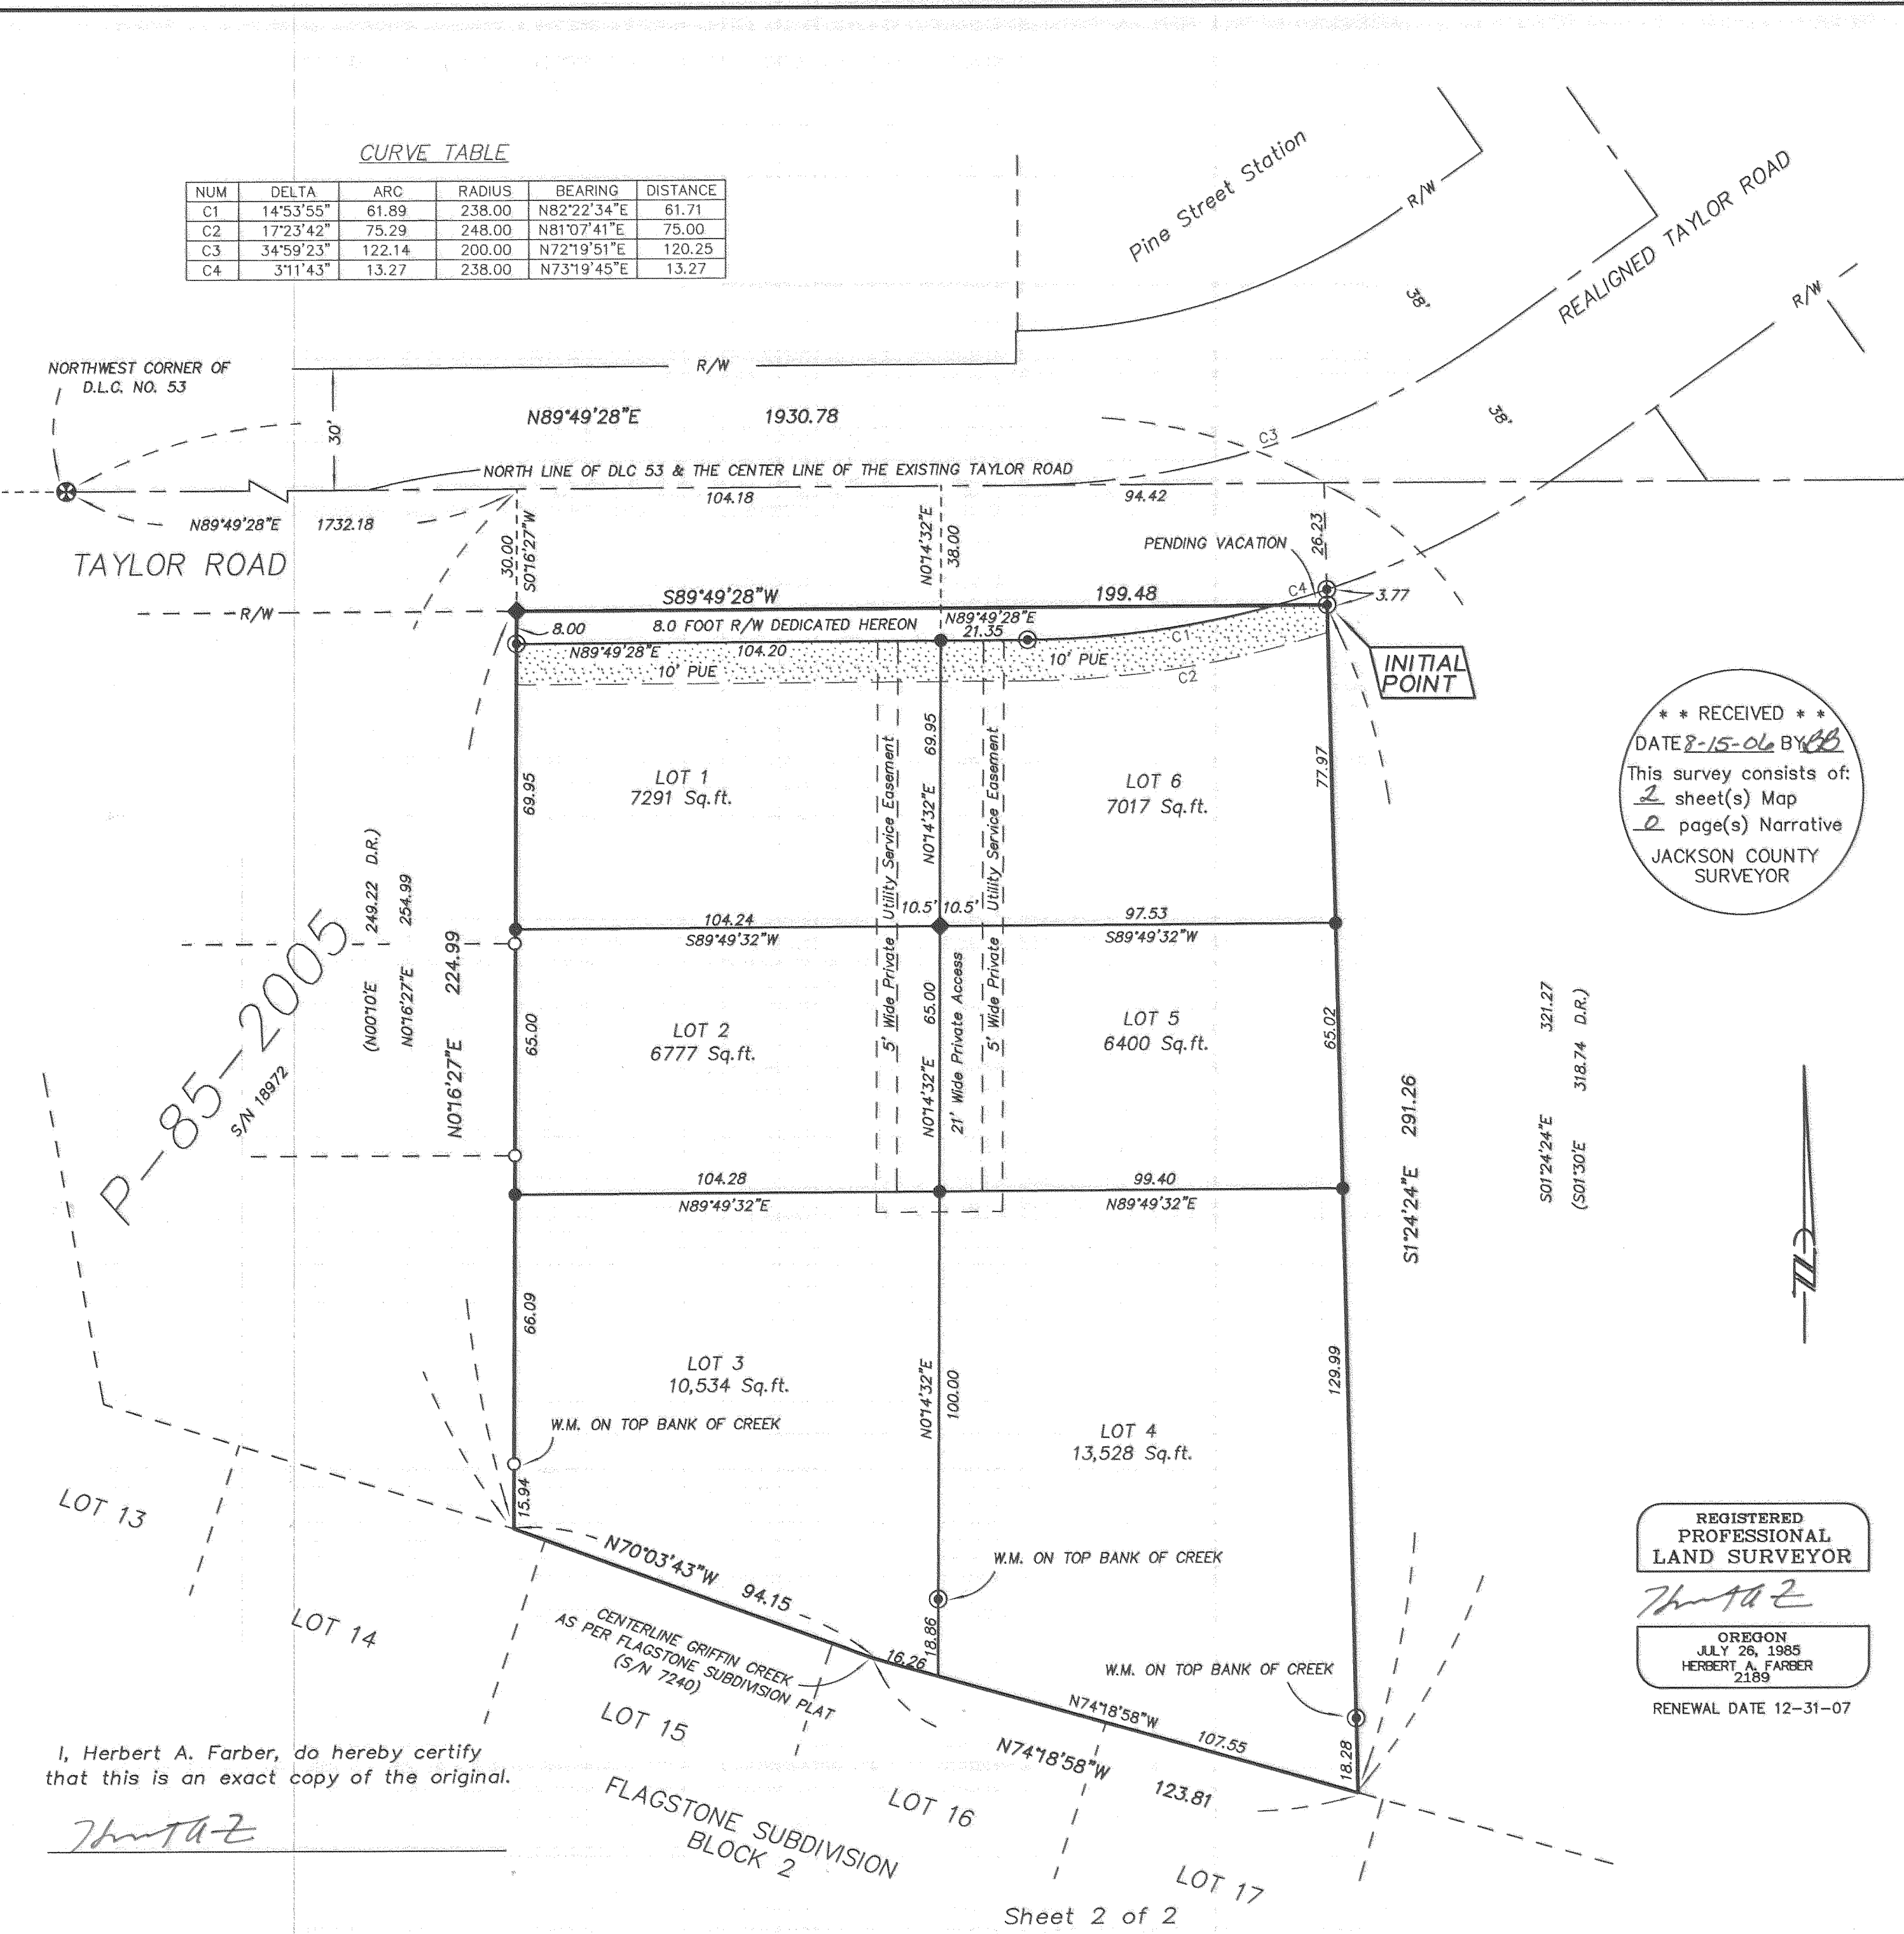 CURVE TABLE
NUM DELTA ARC RADIUS BEARING DISTANCE
C1 14°53'55" 61.89 238.00 N82°22'34"E 61.71
C2 17°23'42" 75.29 248.00 N81°07'41"E 75.00
C3 34°59'23" 122.14 200.00 N72°19'51"E 120.25
C4 3°11'43" 13.27 238.00 N73°19'45"E 13.27
Pine Street Station
R/W
REALIGNED TAYLOR ROAD
R/W
38'
38'
NORTHWEST CORNER OF
D.L.C. NO. 53
R/W
30'
N89°49'28"E 1930.78
C3
NORTH LINE OF DLC 53 & THE CENTER LINE OF THE EXISTING TAYLOR ROAD
104.18
94.42
N89°49'28"E 1732.18
TAYLOR ROAD
R/W
30.00
S0°16'27"W
N0°14'32"E
38.00
26.23
PENDING VACATION
C4
3.77
S89°49'28"W 199.48
8.00
8.0 FOOT R/W DEDICATED HEREON
N89°49'28"E
21.35
C1
N89°49'28"E 104.20
10' PUE
10' PUE
C2
INITIAL
POINT
* * RECEIVED * *
DATE 8-15-06 BY BB
This survey consists of:
2 sheet(s) Map
0 page(s) Narrative
JACKSON COUNTY
SURVEYOR
LOT 1
7291 Sq.ft.
69.95
N0°14'32"E 69.95
LOT 6
7017 Sq.ft.
77.97
5' Wide Private Utility Service Easement
5' Wide Private Utility Service Easement
10.5' 10.5'
21' Wide Private Access
104.24
S89°49'32"W
97.53
S89°49'32"W
P-85-2005
S/N 18972
(N00°10'E 249.22 D.R.)
N0°16'27"E 254.99
N0°16'27"E 224.99
65.00
LOT 2
6777 Sq.ft.
N0°14'32"E 65.00
LOT 5
6400 Sq.ft.
65.02
S1°24'24"E 291.26
S01°24'24"E 321.27
(S01°30'E 318.74 D.R.)
104.28
N89°49'32"E
99.40
N89°49'32"E
66.09
LOT 3
10,534 Sq.ft.
N0°14'32"E
100.00
129.99
LOT 4
13,528 Sq.ft.
W.M. ON TOP BANK OF CREEK
15.94
W.M. ON TOP BANK OF CREEK
18.86
W.M. ON TOP BANK OF CREEK
18.28
N70°03'43"W 94.15
16.26
CENTERLINE GRIFFIN CREEK
AS PER FLAGSTONE SUBDIVISION PLAT
(S/N 7240)
N74°18'58"W 107.55
N74°18'58"W 123.81
LOT 13
LOT 14
LOT 15
LOT 16
LOT 17
FLAGSTONE SUBDIVISION
BLOCK 2
REGISTERED
PROFESSIONAL
LAND SURVEYOR
OREGON
JULY 26, 1985
HERBERT A. FARBER
2189
RENEWAL DATE 12-31-07
I, Herbert A. Farber, do hereby certify
that this is an exact copy of the original.
Sheet 2 of 2